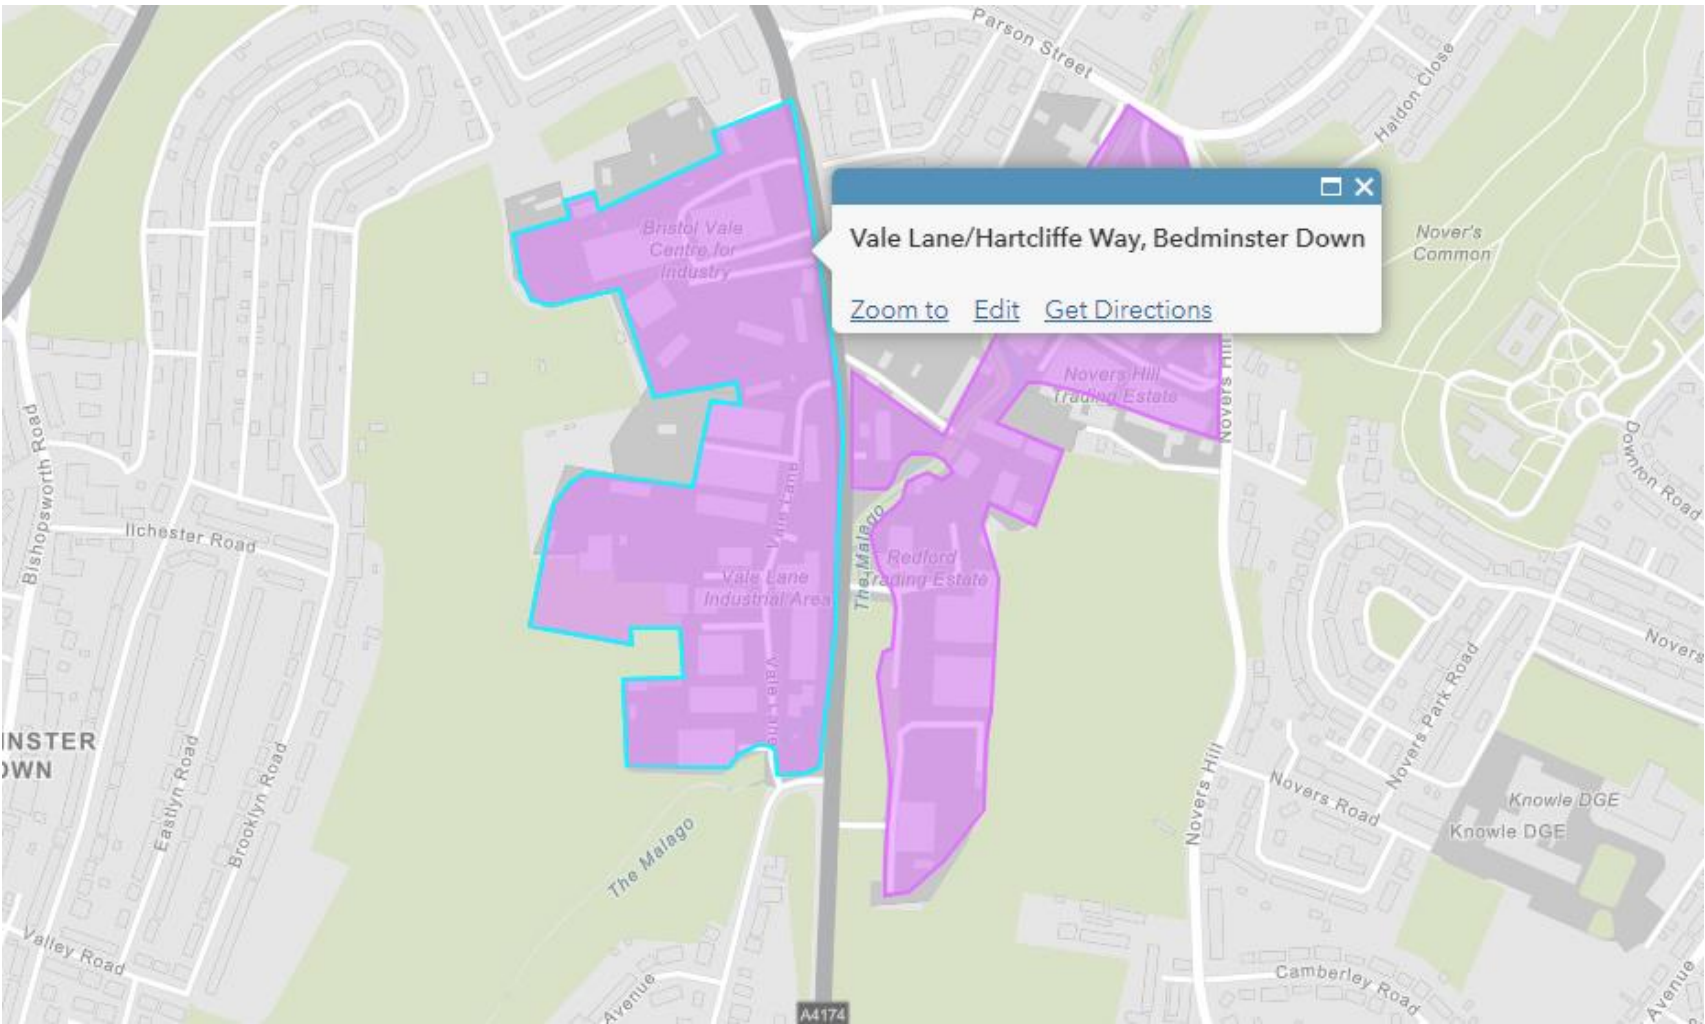 Parson Street
Haldon Close
Bristol Vale
Centre for
Industry
Vale Lane/Hartcliffe Way, Bedminster Down
Zoom to Edit Get Directions
Nover's
Common
Novers Hill
Trading Estate
Novers Hill
Downton Road
Bishopsworth Road
Ilchester Road
Vale Lane
The Malago
Redford
Trading Estate
Vale Lane
Industrial Area
Vale Lane
Novers
Novers Park Road
INSTER
OWN
Eastlyn Road
Brooklyn Road
Novers Hill
Novers Road
Knowle DGE
Knowle DGE
The Malago
Valley Road
Avenue
Camberley Road
Avenue
A4174